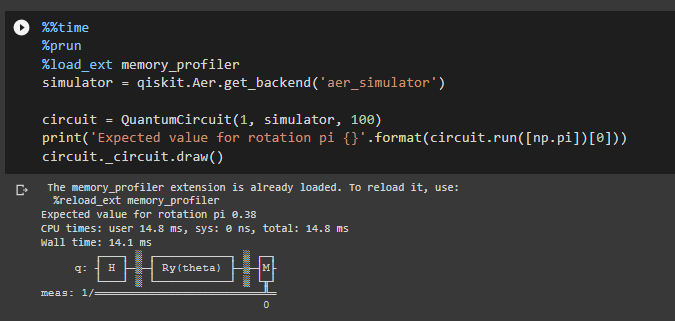 %%time
%prun
%load_ext memory_profiler
simulator = qiskit.Aer.get_backend('aer_simulator')
circuit = QuantumCircuit(1, simulator, 100)
print('Expected value for rotation pi {}'.format(circuit.run([np.pi])[0]))
circuit._circuit.draw()
The memory_profiler extension is already loaded. To reload it, use:
%reload_ext memory_profiler
Expected value for rotation pi 0.38
CPU times: user 14.8 ms, sys: 0 ns, total: 14.8 ms
Wall time: 14.1 ms
q: H Ry(theta) M
meas: 1/
0